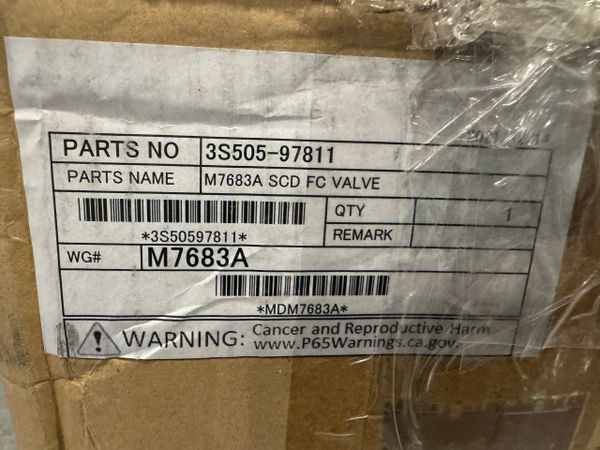 PARTS NO 3S505-97811
PARTS NAME M7683A SCD FC VALVE
*3S50597811*
QTY 1
REMARK
WG# M7683A
*MDM7683A*
WARNING: Cancer and Reproductive Harm -
www.P65Warnings.ca.gov.